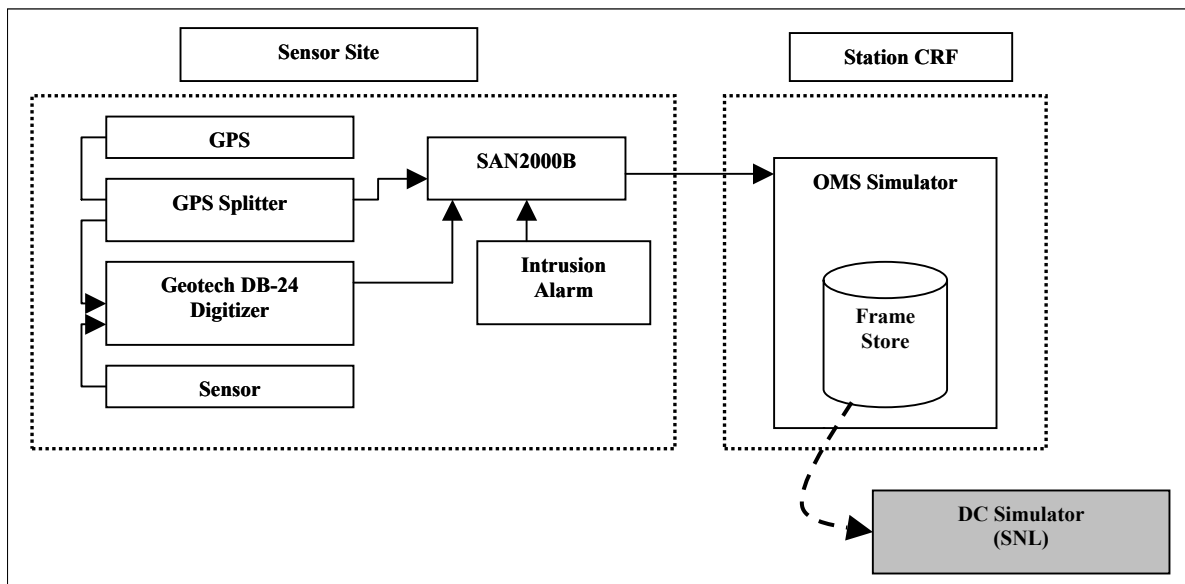 Sensor Site
Station CRF
GPS
GPS Splitter
Geotech DB-24
Digitizer
Sensor
SAN2000B
Intrusion
Alarm
OMS Simulator
Frame
Store
DC Simulator
(SNL)